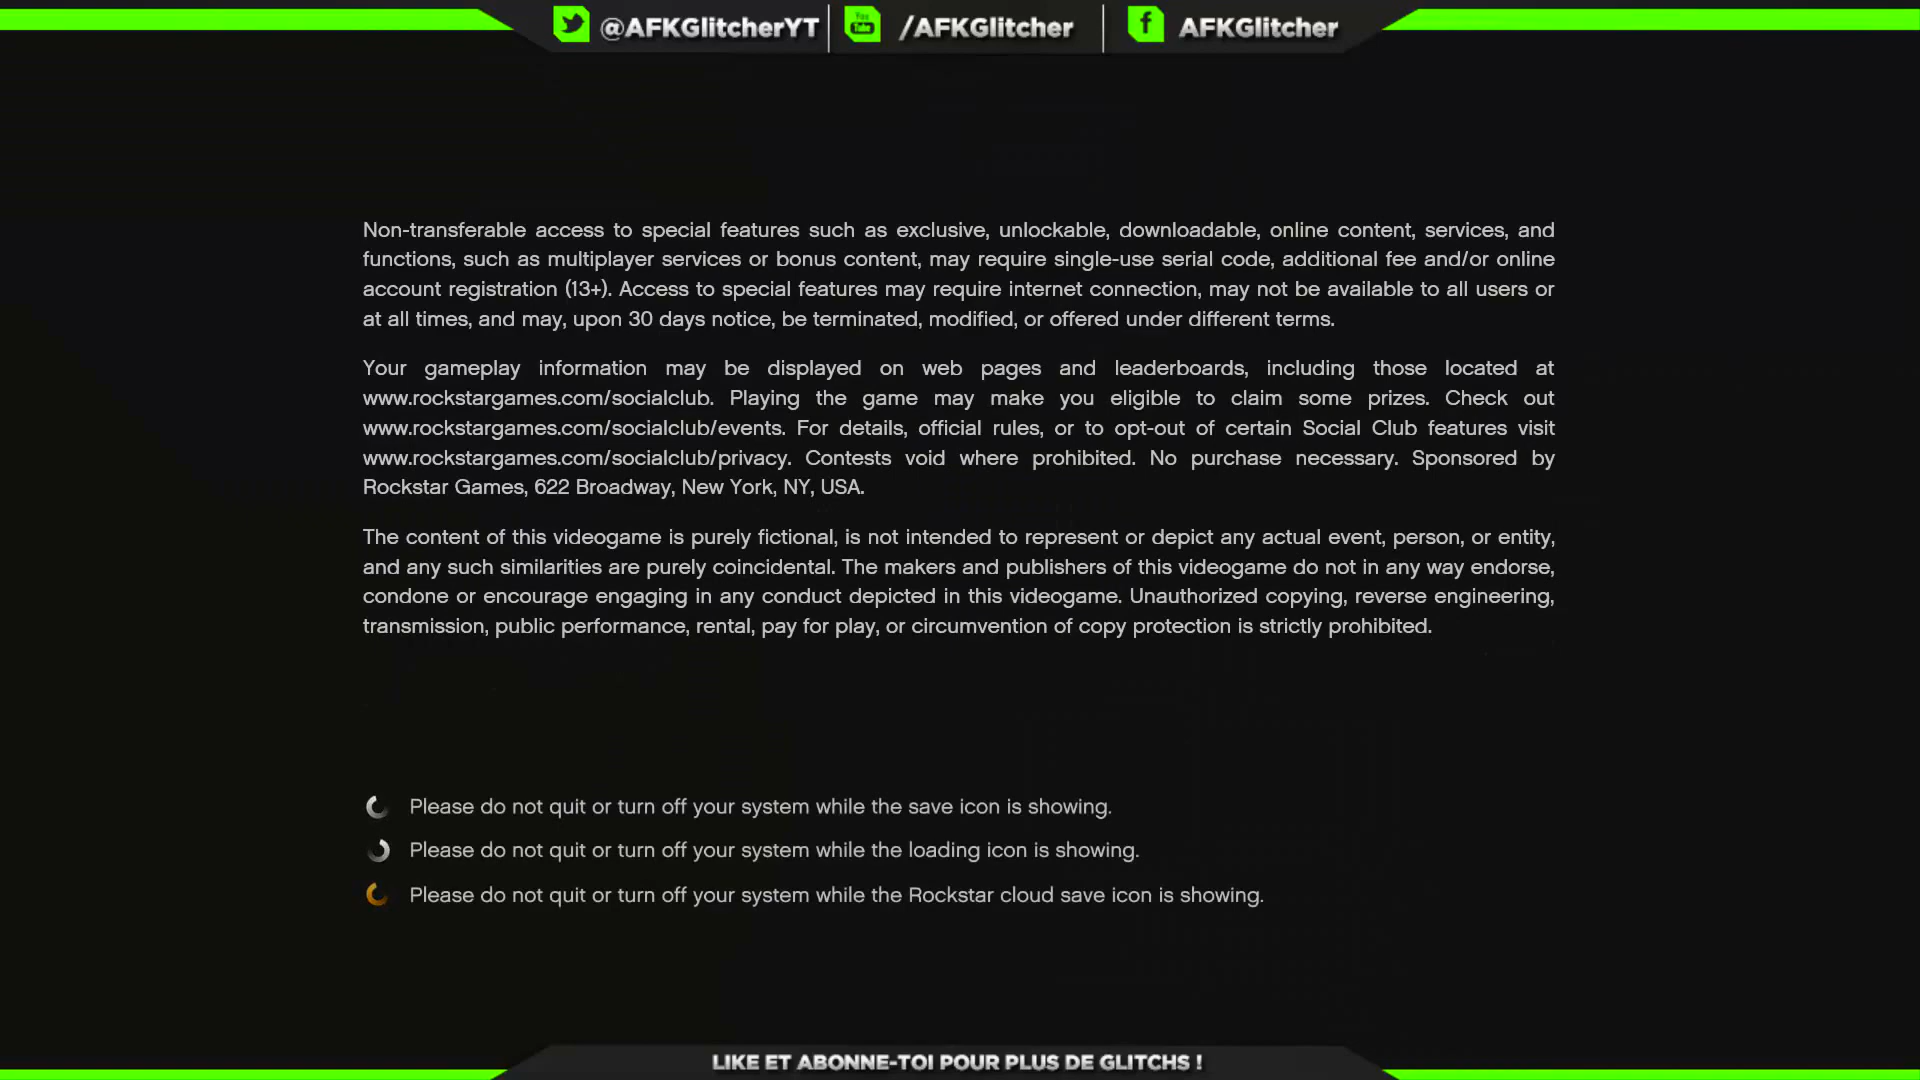 @AFKGlitcherYT
You Tube /AFKGlitcher
f AFKGlitcher
Non-transferable access to special features such as exclusive, unlockable, downloadable, online content, services, and
functions, such as multiplayer services or bonus content, may require single-use serial code, additional fee and/or online
account registration (13+). Access to special features may require internet connection, may not be available to all users or
at all times, and may, upon 30 days notice, be terminated, modified, or offered under different terms.
Your gameplay information may be displayed on web pages and leaderboards, including those located at
www.rockstargames.com/socialclub. Playing the game may make you eligible to claim some prizes. Check out
www.rockstargames.com/socialclub/events. For details, official rules, or to opt-out of certain Social Club features visit
www.rockstargames.com/socialclub/privacy. Contests void where prohibited. No purchase necessary. Sponsored by
Rockstar Games, 622 Broadway, New York, NY, USA.
The content of this videogame is purely fictional, is not intended to represent or depict any actual event, person, or entity,
and any such similarities are purely coincidental. The makers and publishers of this videogame do not in any way endorse,
condone or encourage engaging in any conduct depicted in this videogame. Unauthorized copying, reverse engineering,
transmission, public performance, rental, pay for play, or circumvention of copy protection is strictly prohibited.
Please do not quit or turn off your system while the save icon is showing.
Please do not quit or turn off your system while the loading icon is showing.
Please do not quit or turn off your system while the Rockstar cloud save icon is showing.
LIKE ET ABONNE-TOI POUR PLUS DE GLITCHS !